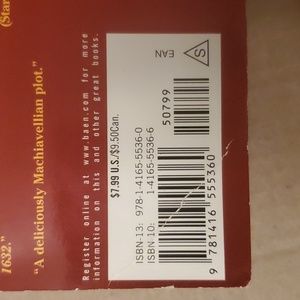 (Star
"A deliciously Machiavellian plot."
1632."
Register online at www.baen.com for more
information on this and other great books.
$7.99 U.S./$9.50Can.
ISBN-13: 978-1-4165-5536-0
ISBN 10: 1-4165-5536-6
9 781416 555360
50799
S
EAN